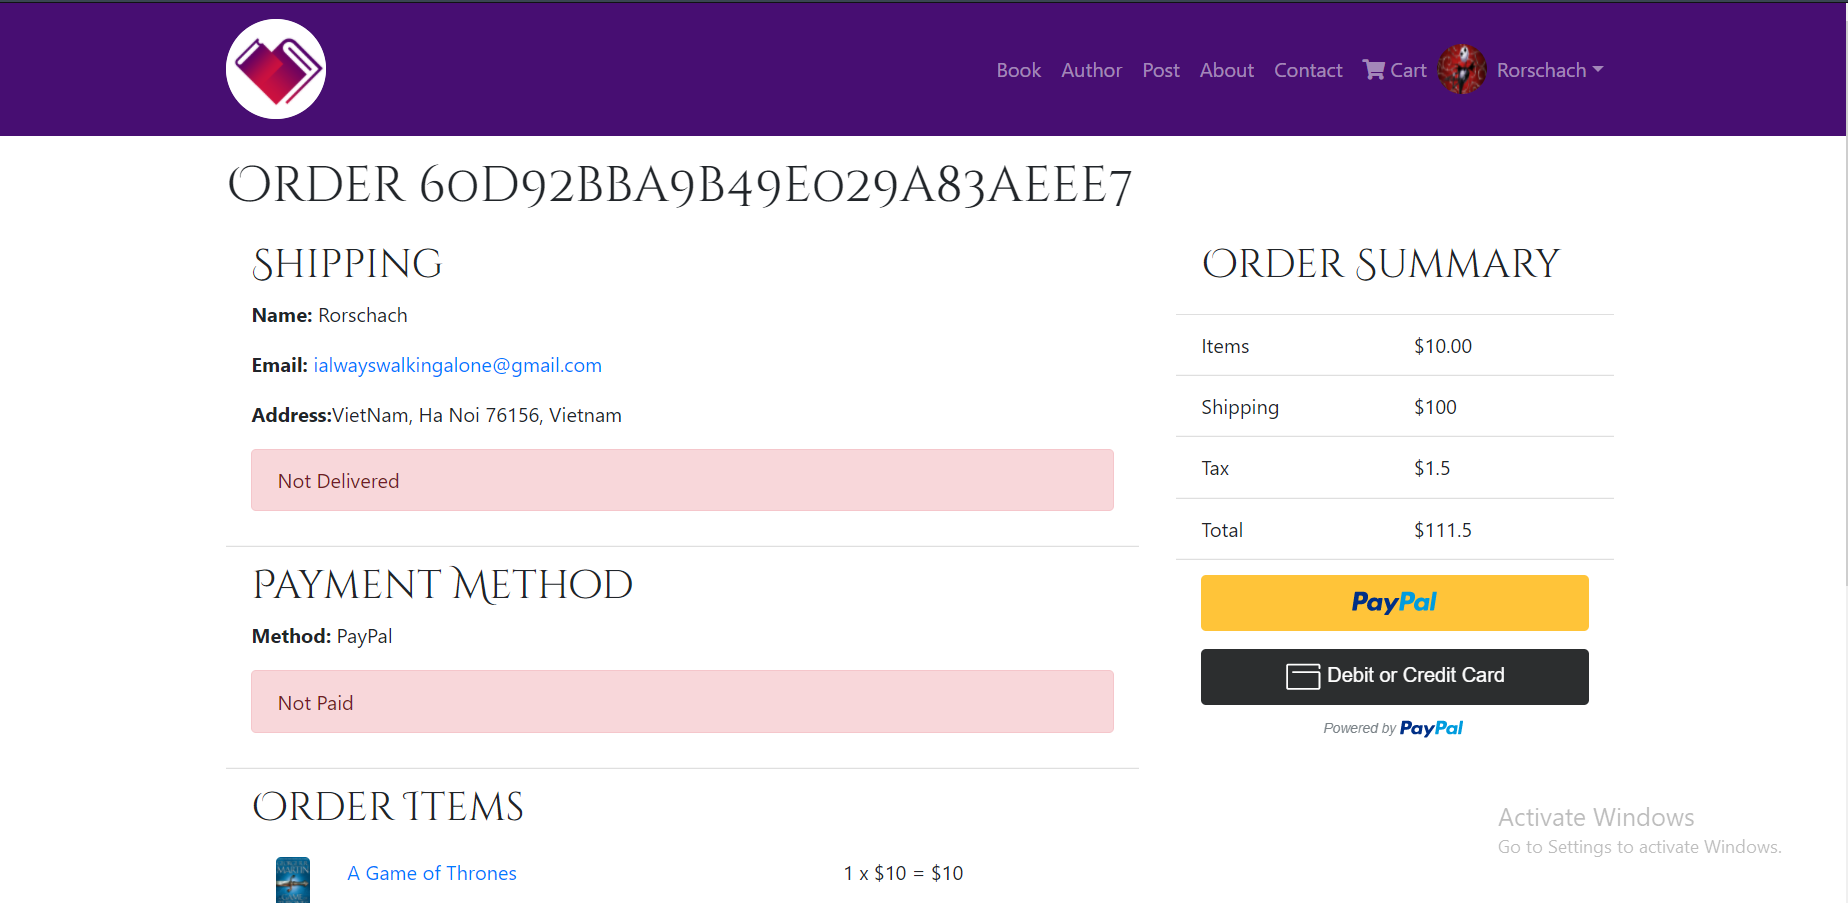 Book Author Post About Contact Cart Rorschach
Order 60d92bba9b49e029a83aeee7
Shipping
Name: Rorschach
Email: ialwayswalkingalone@gmail.com
Address:VietNam, Ha Noi 76156, Vietnam
Not Delivered
Payment Method
Method: PayPal
Not Paid
Order Items
MARTIN
A Game of Thrones
1 x $10 = $10
Order Summary
Items $10.00
Shipping $100
Tax $1.5
Total $111.5
PayPal
Debit or Credit Card
Powered by PayPal
Activate Windows
Go to Settings to activate Windows.